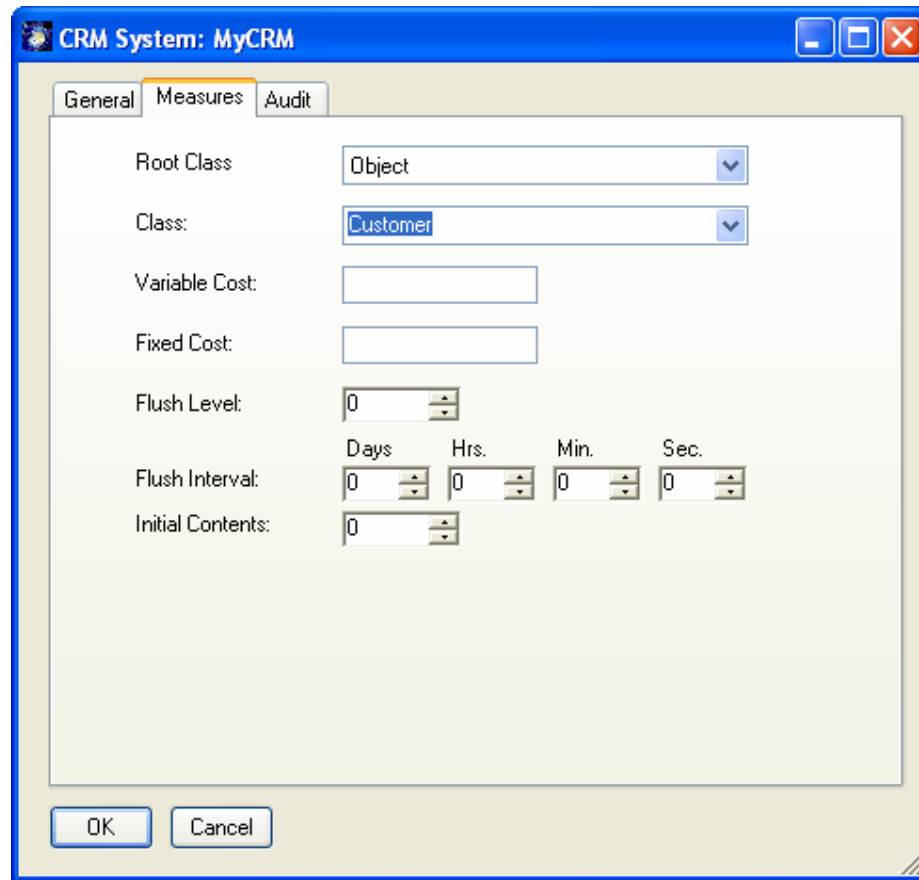 CRM System: MyCRM
General Measures Audit
Root Class Object
Class: Customer
Variable Cost:
Fixed Cost:
Flush Level: 0
Days Hrs. Min. Sec.
Flush Interval: 0 0 0 0
Initial Contents: 0
OK Cancel